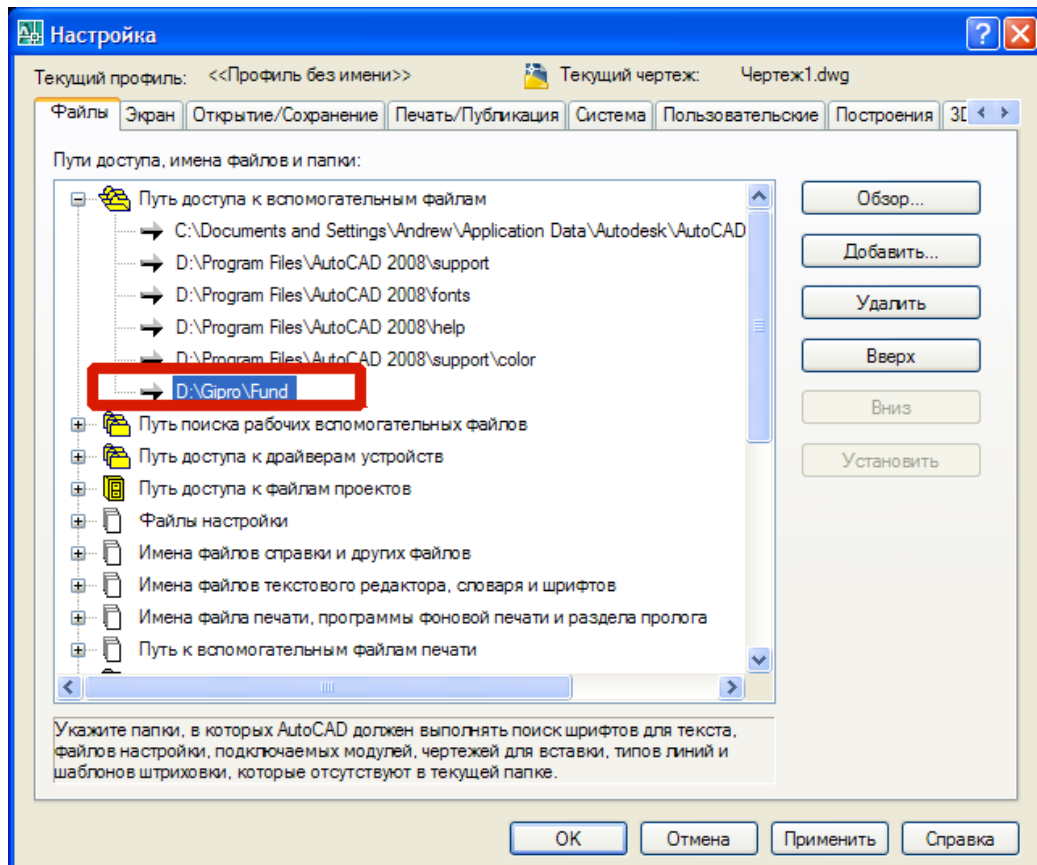 Настройка
Текущий профиль: <<Профиль без имени>> Текущий чертеж: Чертеж1.dwg
Файлы Экран Открытие/Сохранение Печать/Публикация Система Пользовательские Построения 3D
Пути доступа, имена файлов и папки:
Путь доступа к вспомогательным файлам
C:\Documents and Settings\Andrew\Application Data\Autodesk\AutoCAD
D:\Program Files\AutoCAD 2008\support
D:\Program Files\AutoCAD 2008\fonts
D:\Program Files\AutoCAD 2008\help
D:\Program Files\AutoCAD 2008\support\color
D:\Gipro\Fund
Путь поиска рабочих вспомогательных файлов
Путь доступа к драйверам устройств
Путь доступа к файлам проектов
Файлы настройки
Имена файлов справки и других файлов
Имена файлов текстового редактора, словаря и шрифтов
Имена файла печати, программы фоновой печати и раздела пролога
Путь к вспомогательным файлам печати
Обзор...
Добавить...
Удалить
Вверх
Вниз
Установить
Укажите папки, в которых AutoCAD должен выполнять поиск шрифтов для текста,
файлов настройки, подключаемых модулей, чертежей для вставки, типов линий и
шаблонов штриховки, которые отсутствуют в текущей папке.
OK Отмена Применить Справка